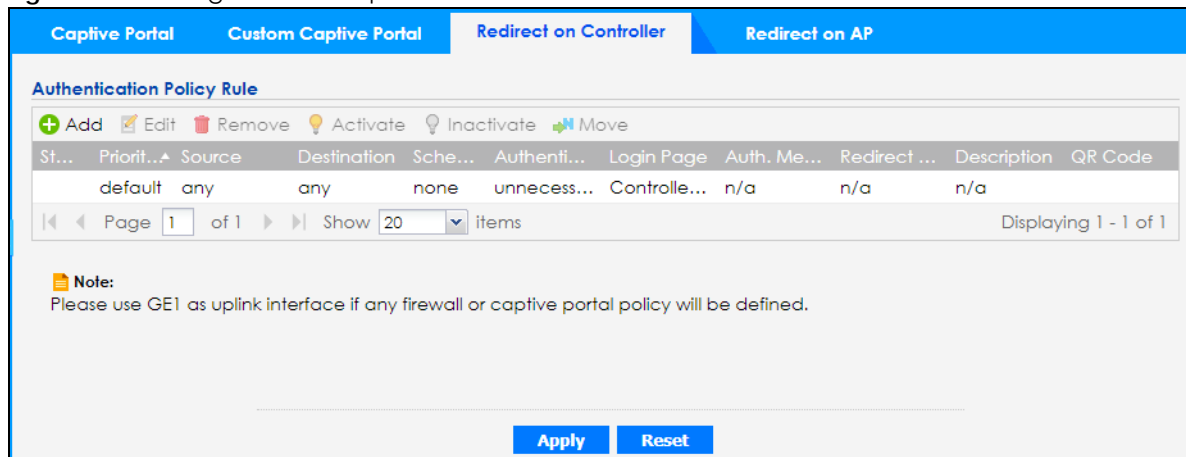 Captive Portal Custom Captive Portal Redirect on Controller Redirect on AP
Authentication Policy Rule
Add Edit Remove Activate Inactivate Move
St... Priorit... Source Destination Sche... Authenti... Login Page Auth. Me... Redirect ... Description QR Code
default any any none unnecess... Controlle... n/a n/a n/a
Page 1 of 1 Show 20 items Displaying 1 - 1 of 1
Note:
Please use GE1 as uplink interface if any firewall or captive portal policy will be defined.
Apply Reset